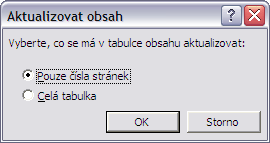 Aktualizovat obsah
Vyberte, co se má v tabulce obsahu aktualizovat:
Pouze čísla stránek
Celá tabulka
OK Storno